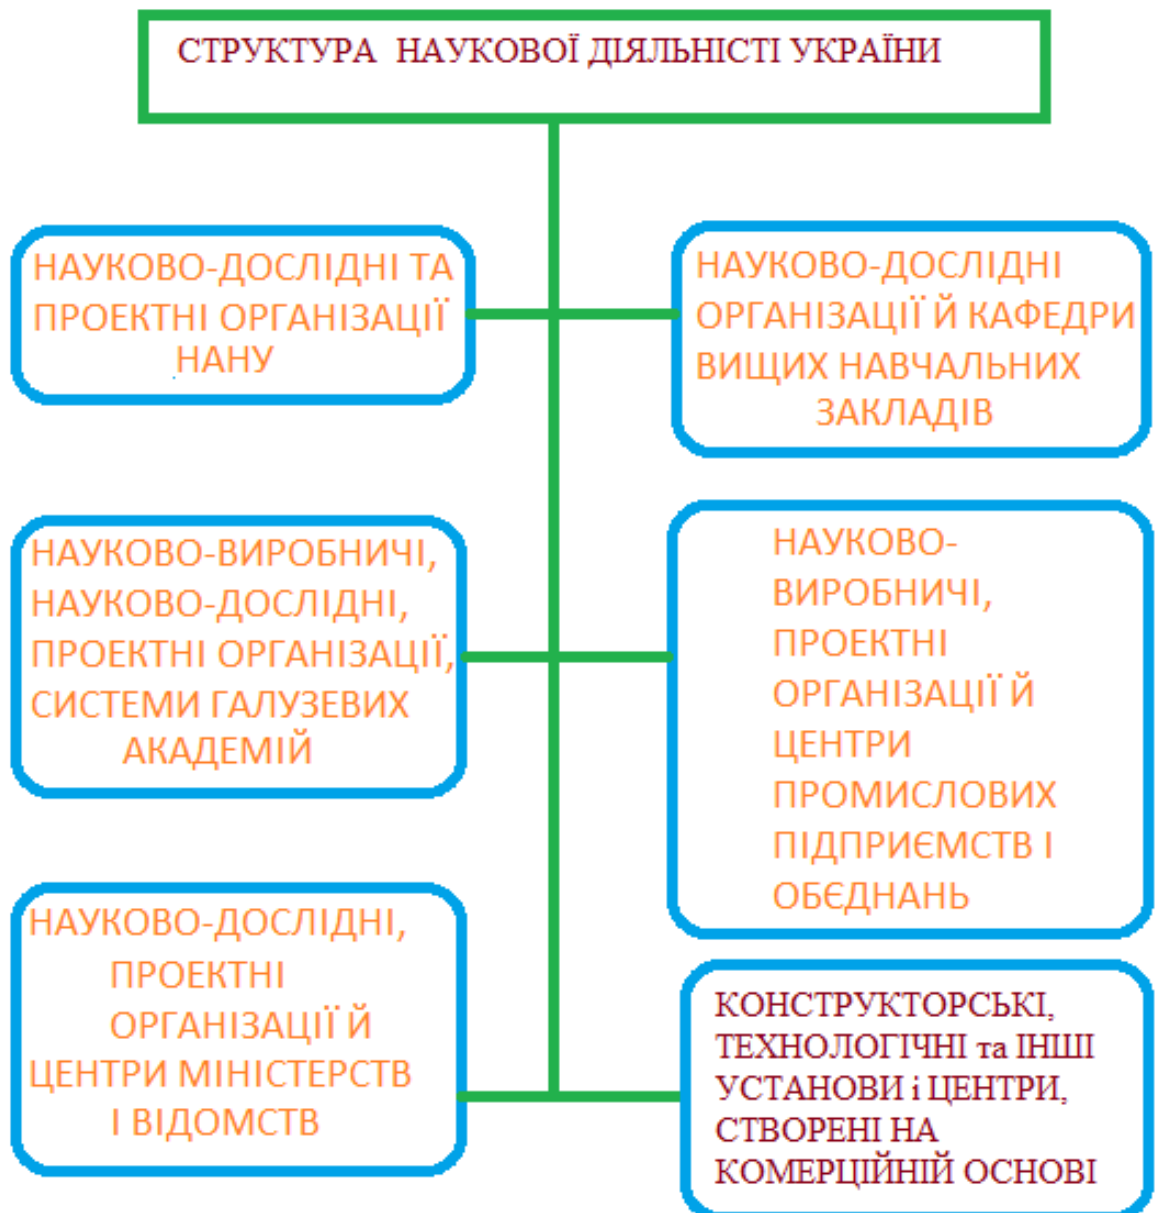 СТРУКТУРА НАУКОВОЇ ДІЯЛЬНІСТІ УКРАЇНИ
НАУКОВО-ДОСЛІДНІ ТА
ПРОЕКТНІ ОРГАНІЗАЦІЇ
НАНУ
НАУКОВО-ДОСЛІДНІ
ОРГАНІЗАЦІЇ Й КАФЕДРИ
ВИЩИХ НАВЧАЛЬНИХ
ЗАКЛАДІВ
НАУКОВО-ВИРОБНИЧІ,
НАУКОВО-ДОСЛІДНІ,
ПРОЕКТНІ ОРГАНІЗАЦІЇ,
СИСТЕМИ ГАЛУЗЕВИХ
АКАДЕМІЙ
НАУКОВО-
ВИРОБНИЧІ,
ПРОЕКТНІ
ОРГАНІЗАЦІЇ Й
ЦЕНТРИ
ПРОМИСЛОВИХ
ПІДПРИЄМСТВ І
ОБЄДНАНЬ
НАУКОВО-ДОСЛІДНІ,
ПРОЕКТНІ
ОРГАНІЗАЦІЇ Й
ЦЕНТРИ МІНІСТЕРСТВ
І ВІДОМСТВ
КОНСТРУКТОРСЬКІ,
ТЕХНОЛОГІЧНІ та ІНШІ
УСТАНОВИ і ЦЕНТРИ,
СТВОРЕНІ НА
КОМЕРЦІЙНІЙ ОСНОВІ